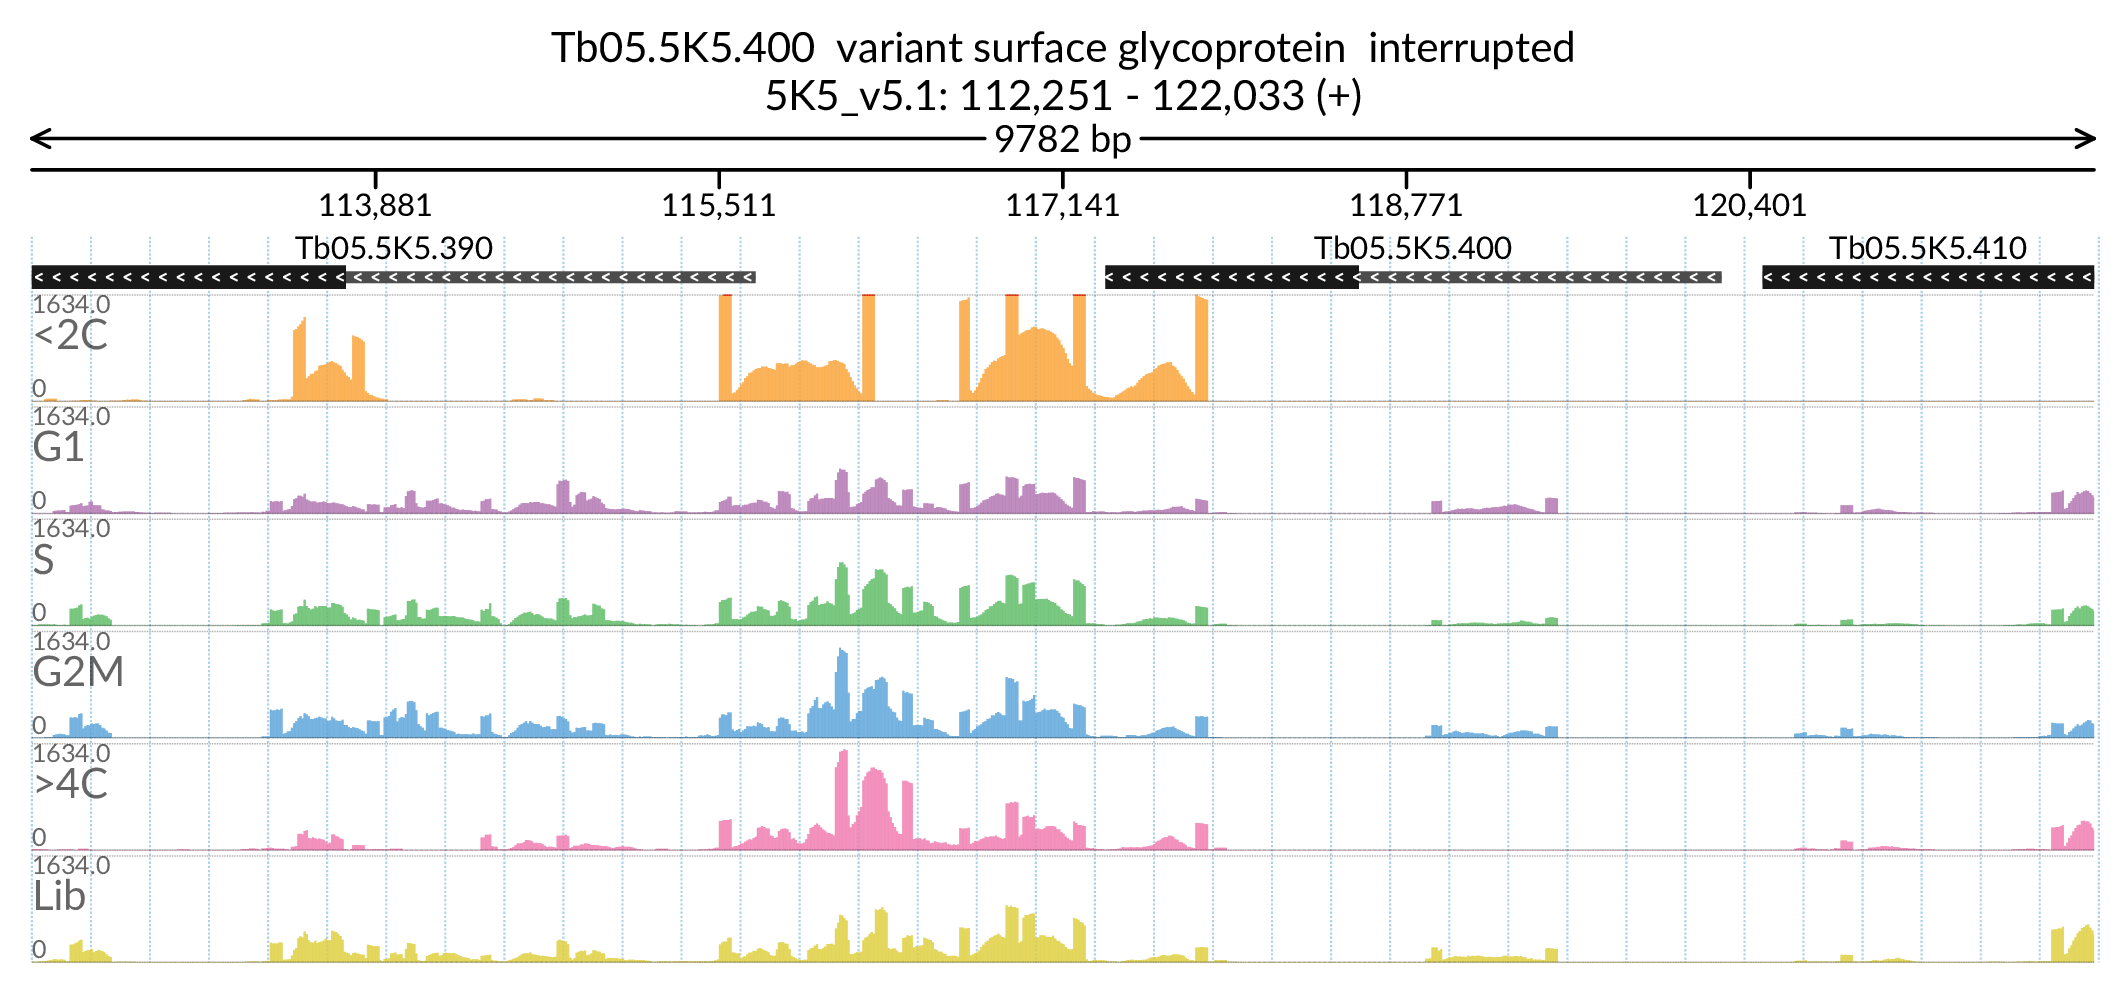 Tb05.5K5.400 variant surface glycoprotein interrupted
5K5_v5.1: 112,251 - 122,033 (+)
9782 bp
113,881 115,511 117,141 118,771 120,401
Tb05.5K5.390 Tb05.5K5.400 Tb05.5K5.410
1634.0
<2C
0
1634.0
G1
0
1634.0
S
0
1634.0
G2M
0
1634.0
>4C
0
1634.0
Lib
0